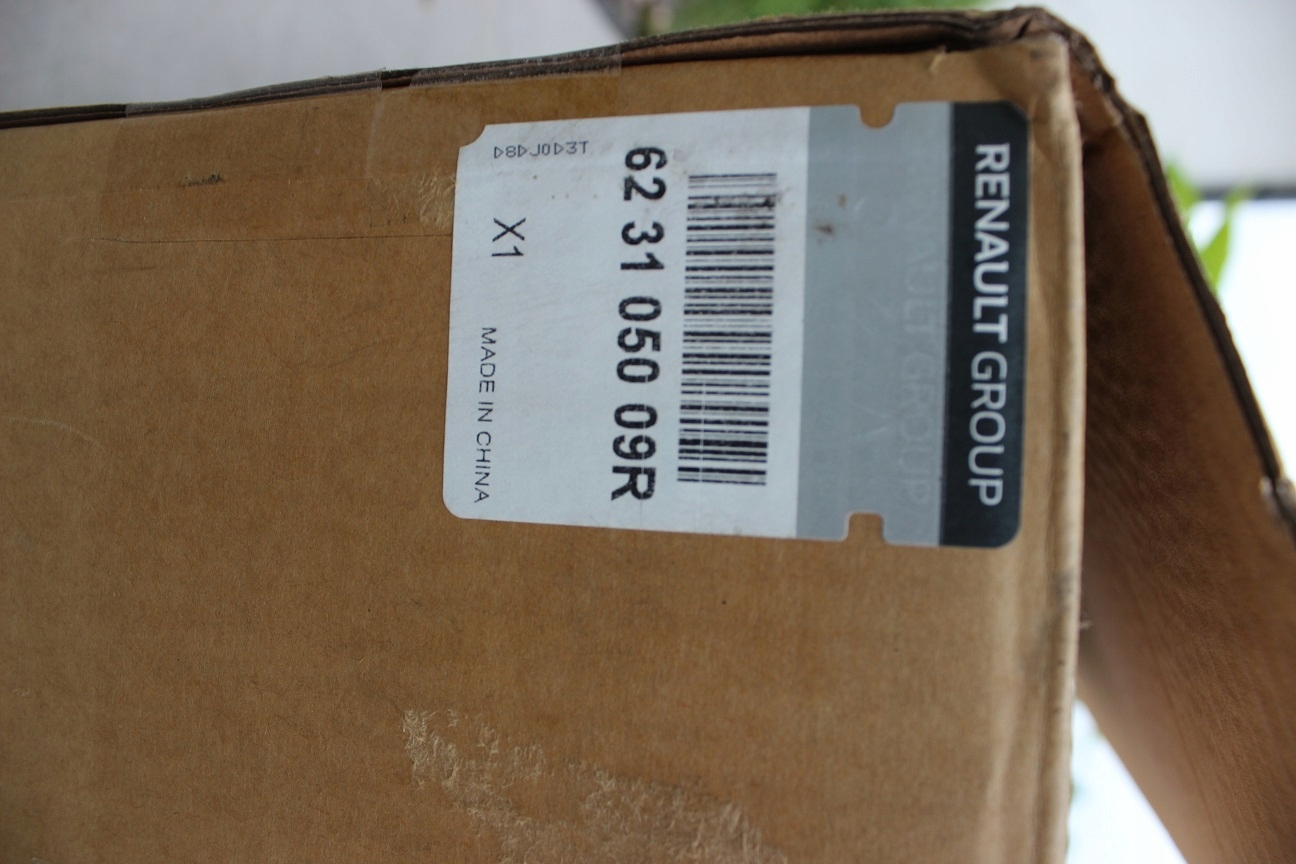 RENAULT GROUP
62 31 050 09R
X1
MADE IN CHINA